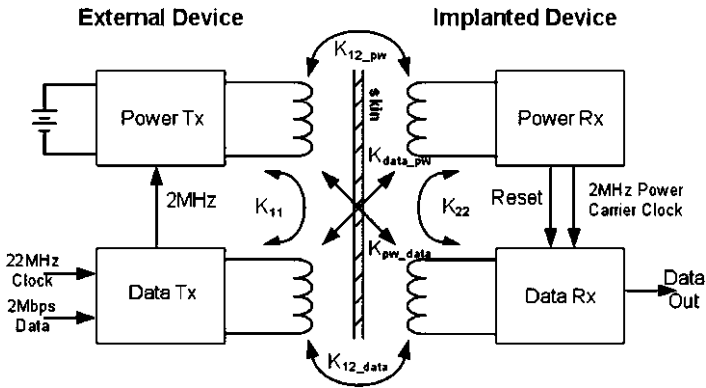 External Device
Implanted Device
K12_pw
skin
Power Tx
Power Rx
Kdata_pw
2MHz
K11
K22
Reset
2MHz Power
Carrier Clock
Kpw_data
22MHz
Clock
2Mbps
Data
Data Tx
Data Rx
Data
Out
K12_data